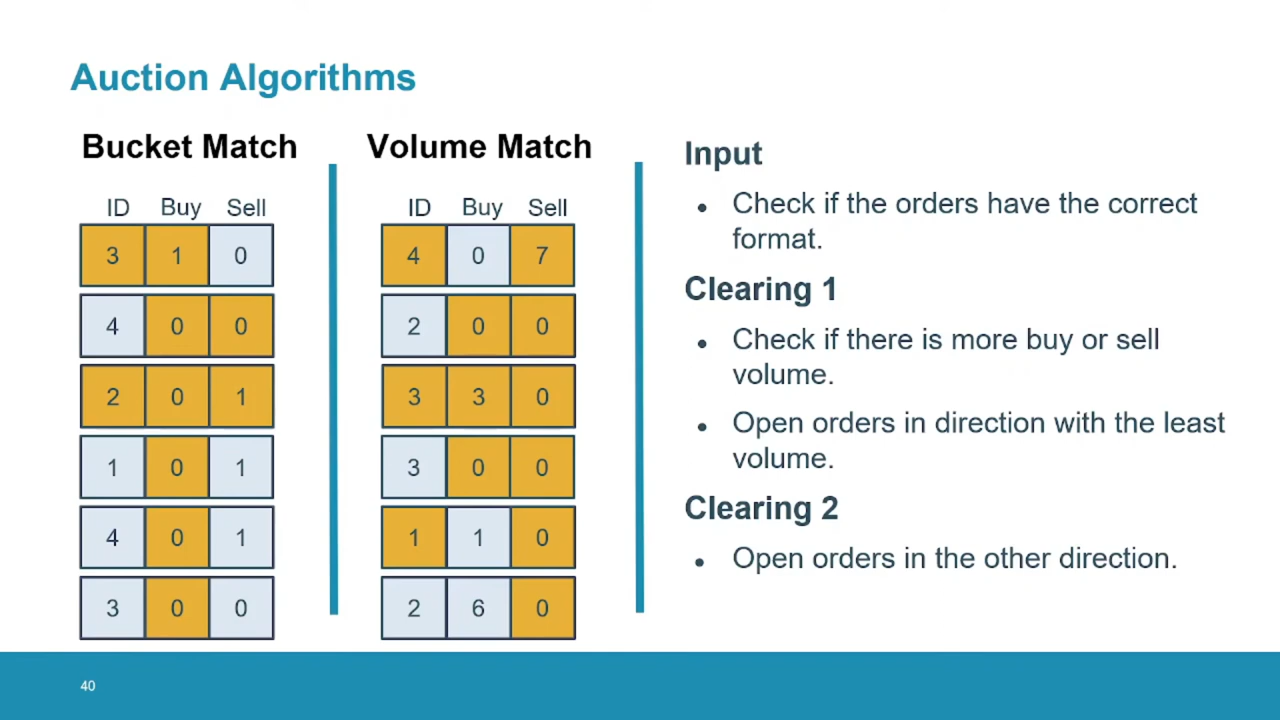 Auction Algorithms
Bucket Match
ID Buy Sell
3 1 0
4 0 0
2 0 1
1 0 1
4 0 1
3 0 0
Volume Match
ID Buy Sell
4 0 7
2 0 0
3 3 0
3 0 0
1 1 0
2 6 0
Input
• Check if the orders have the correct
format.
Clearing 1
• Check if there is more buy or sell
volume.
• Open orders in direction with the least
volume.
Clearing 2
• Open orders in the other direction.
40